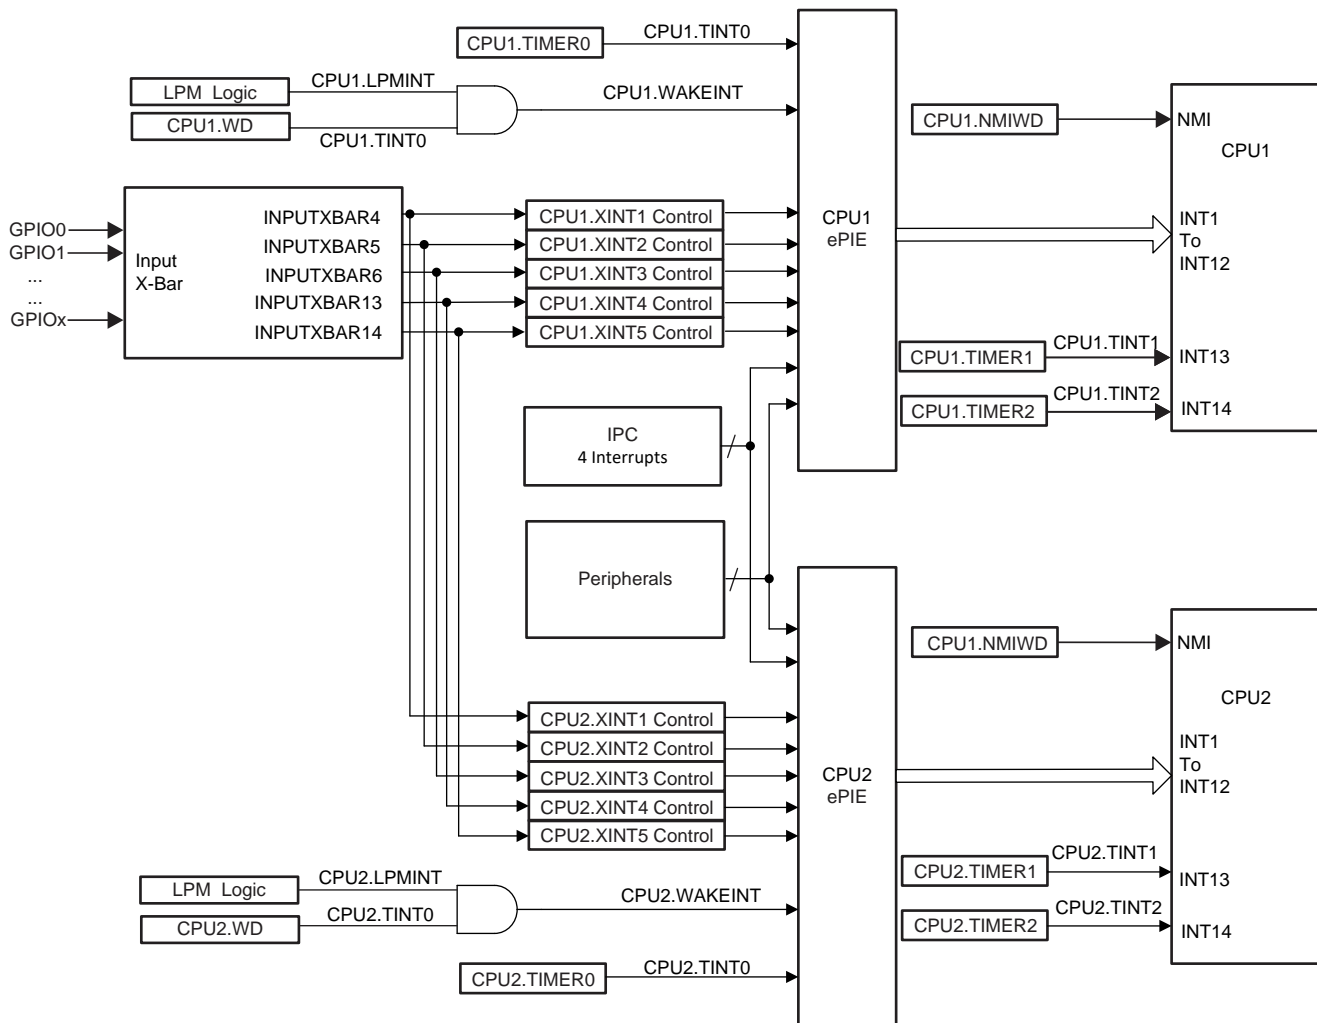 CPU1.TIMER0
CPU1.TINT0
LPM Logic
CPU1.LPMINT
CPU1.WD
CPU1.TINT0
CPU1.WAKEINT
CPU1.NMIWD
NMI
CPU1
GPIO0
GPIO1
...
...
GPIOx
Input
X-Bar
INPUTXBAR4
INPUTXBAR5
INPUTXBAR6
INPUTXBAR13
INPUTXBAR14
CPU1.XINT1 Control
CPU1.XINT2 Control
CPU1.XINT3 Control
CPU1.XINT4 Control
CPU1.XINT5 Control
CPU1
ePIE
INT1
To
INT12
CPU1.TIMER1
CPU1.TINT1
INT13
CPU1.TIMER2
CPU1.TINT2
INT14
IPC
4 Interrupts
Peripherals
CPU1.NMIWD
NMI
CPU2
CPU2.XINT1 Control
CPU2.XINT2 Control
CPU2.XINT3 Control
CPU2.XINT4 Control
CPU2.XINT5 Control
CPU2
ePIE
INT1
To
INT12
CPU2.TIMER1
CPU2.TINT1
INT13
CPU2.TIMER2
CPU2.TINT2
INT14
LPM Logic
CPU2.LPMINT
CPU2.WD
CPU2.TINT0
CPU2.WAKEINT
CPU2.TIMER0
CPU2.TINT0